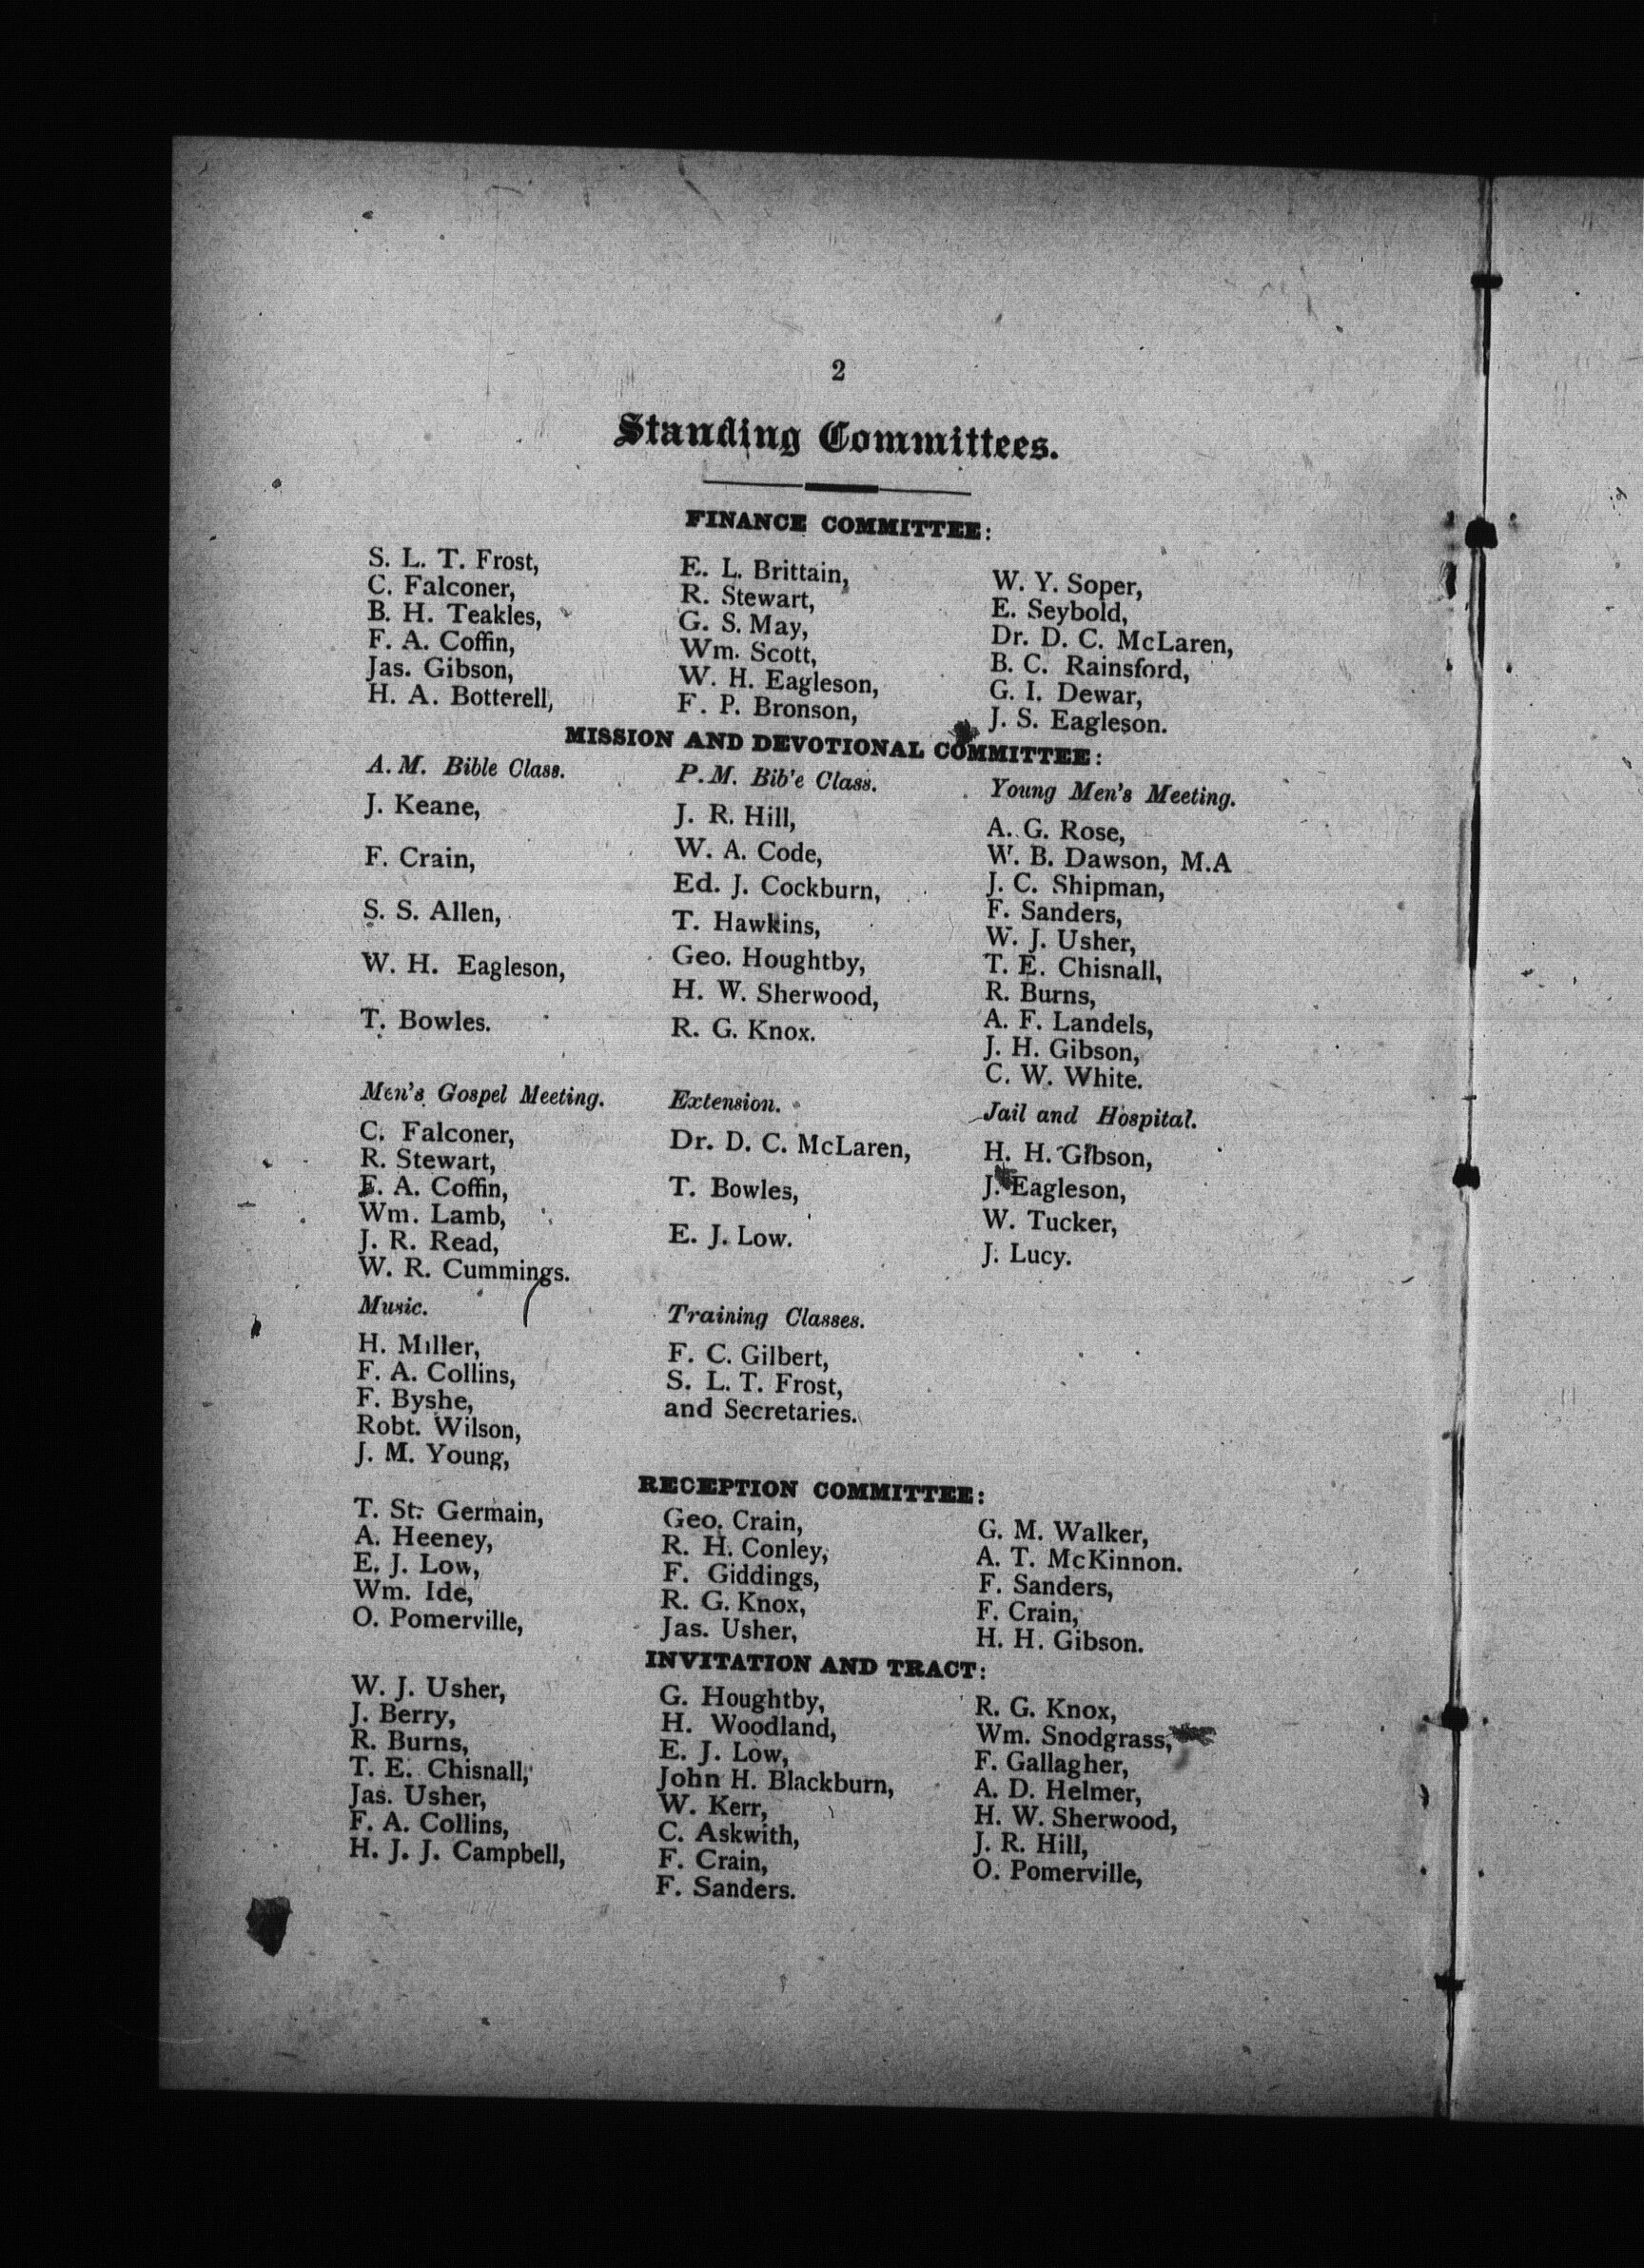 2
Standing Committees.
FINANCE COMMITTEE:
S. L. T. Frost,
C. Falconer,
B. H. Teakles,
F. A. Coffin,
Jas. Gibson,
H. A. Botterell,
E. L. Brittain,
R. Stewart,
G. S. May,
Wm. Scott,
W. H. Eagleson,
F. P. Bronson,
W. Y. Soper,
E. Seybold,
Dr. D. C. McLaren,
B. C. Rainsford,
G. I. Dewar,
J. S. Eagleson.
MISSION AND DEVOTIONAL COMMITTEE:
A. M. Bible Class.
J. Keane,
F. Crain,
S. S. Allen,
W. H. Eagleson,
T. Bowles.
P. M. Bib'e Class.
J. R. Hill,
W. A. Code,
Ed. J. Cockburn,
T. Hawkins,
Geo. Houghtby,
H. W. Sherwood,
R. G. Knox.
Young Men's Meeting.
A. G. Rose,
W. B. Dawson, M.A
J. C. Shipman,
F. Sanders,
W. J. Usher,
T. E. Chisnall,
R. Burns,
A. F. Landels,
J. H. Gibson,
C. W. White.
Men's Gospel Meeting.
C. Falconer,
R. Stewart,
F. A. Coffin,
Wm. Lamb,
J. R. Read,
W. R. Cummings.
Extension.
Dr. D. C. McLaren,
T. Bowles,
E. J. Low.
Jail and Hospital.
H. H. Gibson,
J. Eagleson,
W. Tucker,
J. Lucy.
Music.
H. Miller,
F. A. Collins,
F. Byshe,
Robt. Wilson,
J. M. Young,
Training Classes.
F. C. Gilbert,
S. L. T. Frost,
and Secretaries.
RECEPTION COMMITTEE:
T. St. Germain,
A. Heeney,
E. J. Low,
Wm. Ide,
O. Pomerville,
Geo. Crain,
R. H. Conley,
F. Giddings,
R. G. Knox,
Jas. Usher,
G. M. Walker,
A. T. McKinnon.
F. Sanders,
F. Crain,
H. H. Gibson.
INVITATION AND TRACT:
W. J. Usher,
J. Berry,
R. Burns,
T. E. Chisnall,
Jas. Usher,
F. A. Collins,
H. J. J. Campbell,
G. Houghtby,
H. Woodland,
E. J. Low,
John H. Blackburn,
W. Kerr,
C. Askwith,
F. Crain,
F. Sanders.
R. G. Knox,
Wm. Snodgrass,
F. Gallagher,
A. D. Helmer,
H. W. Sherwood,
J. R. Hill,
O. Pomerville,